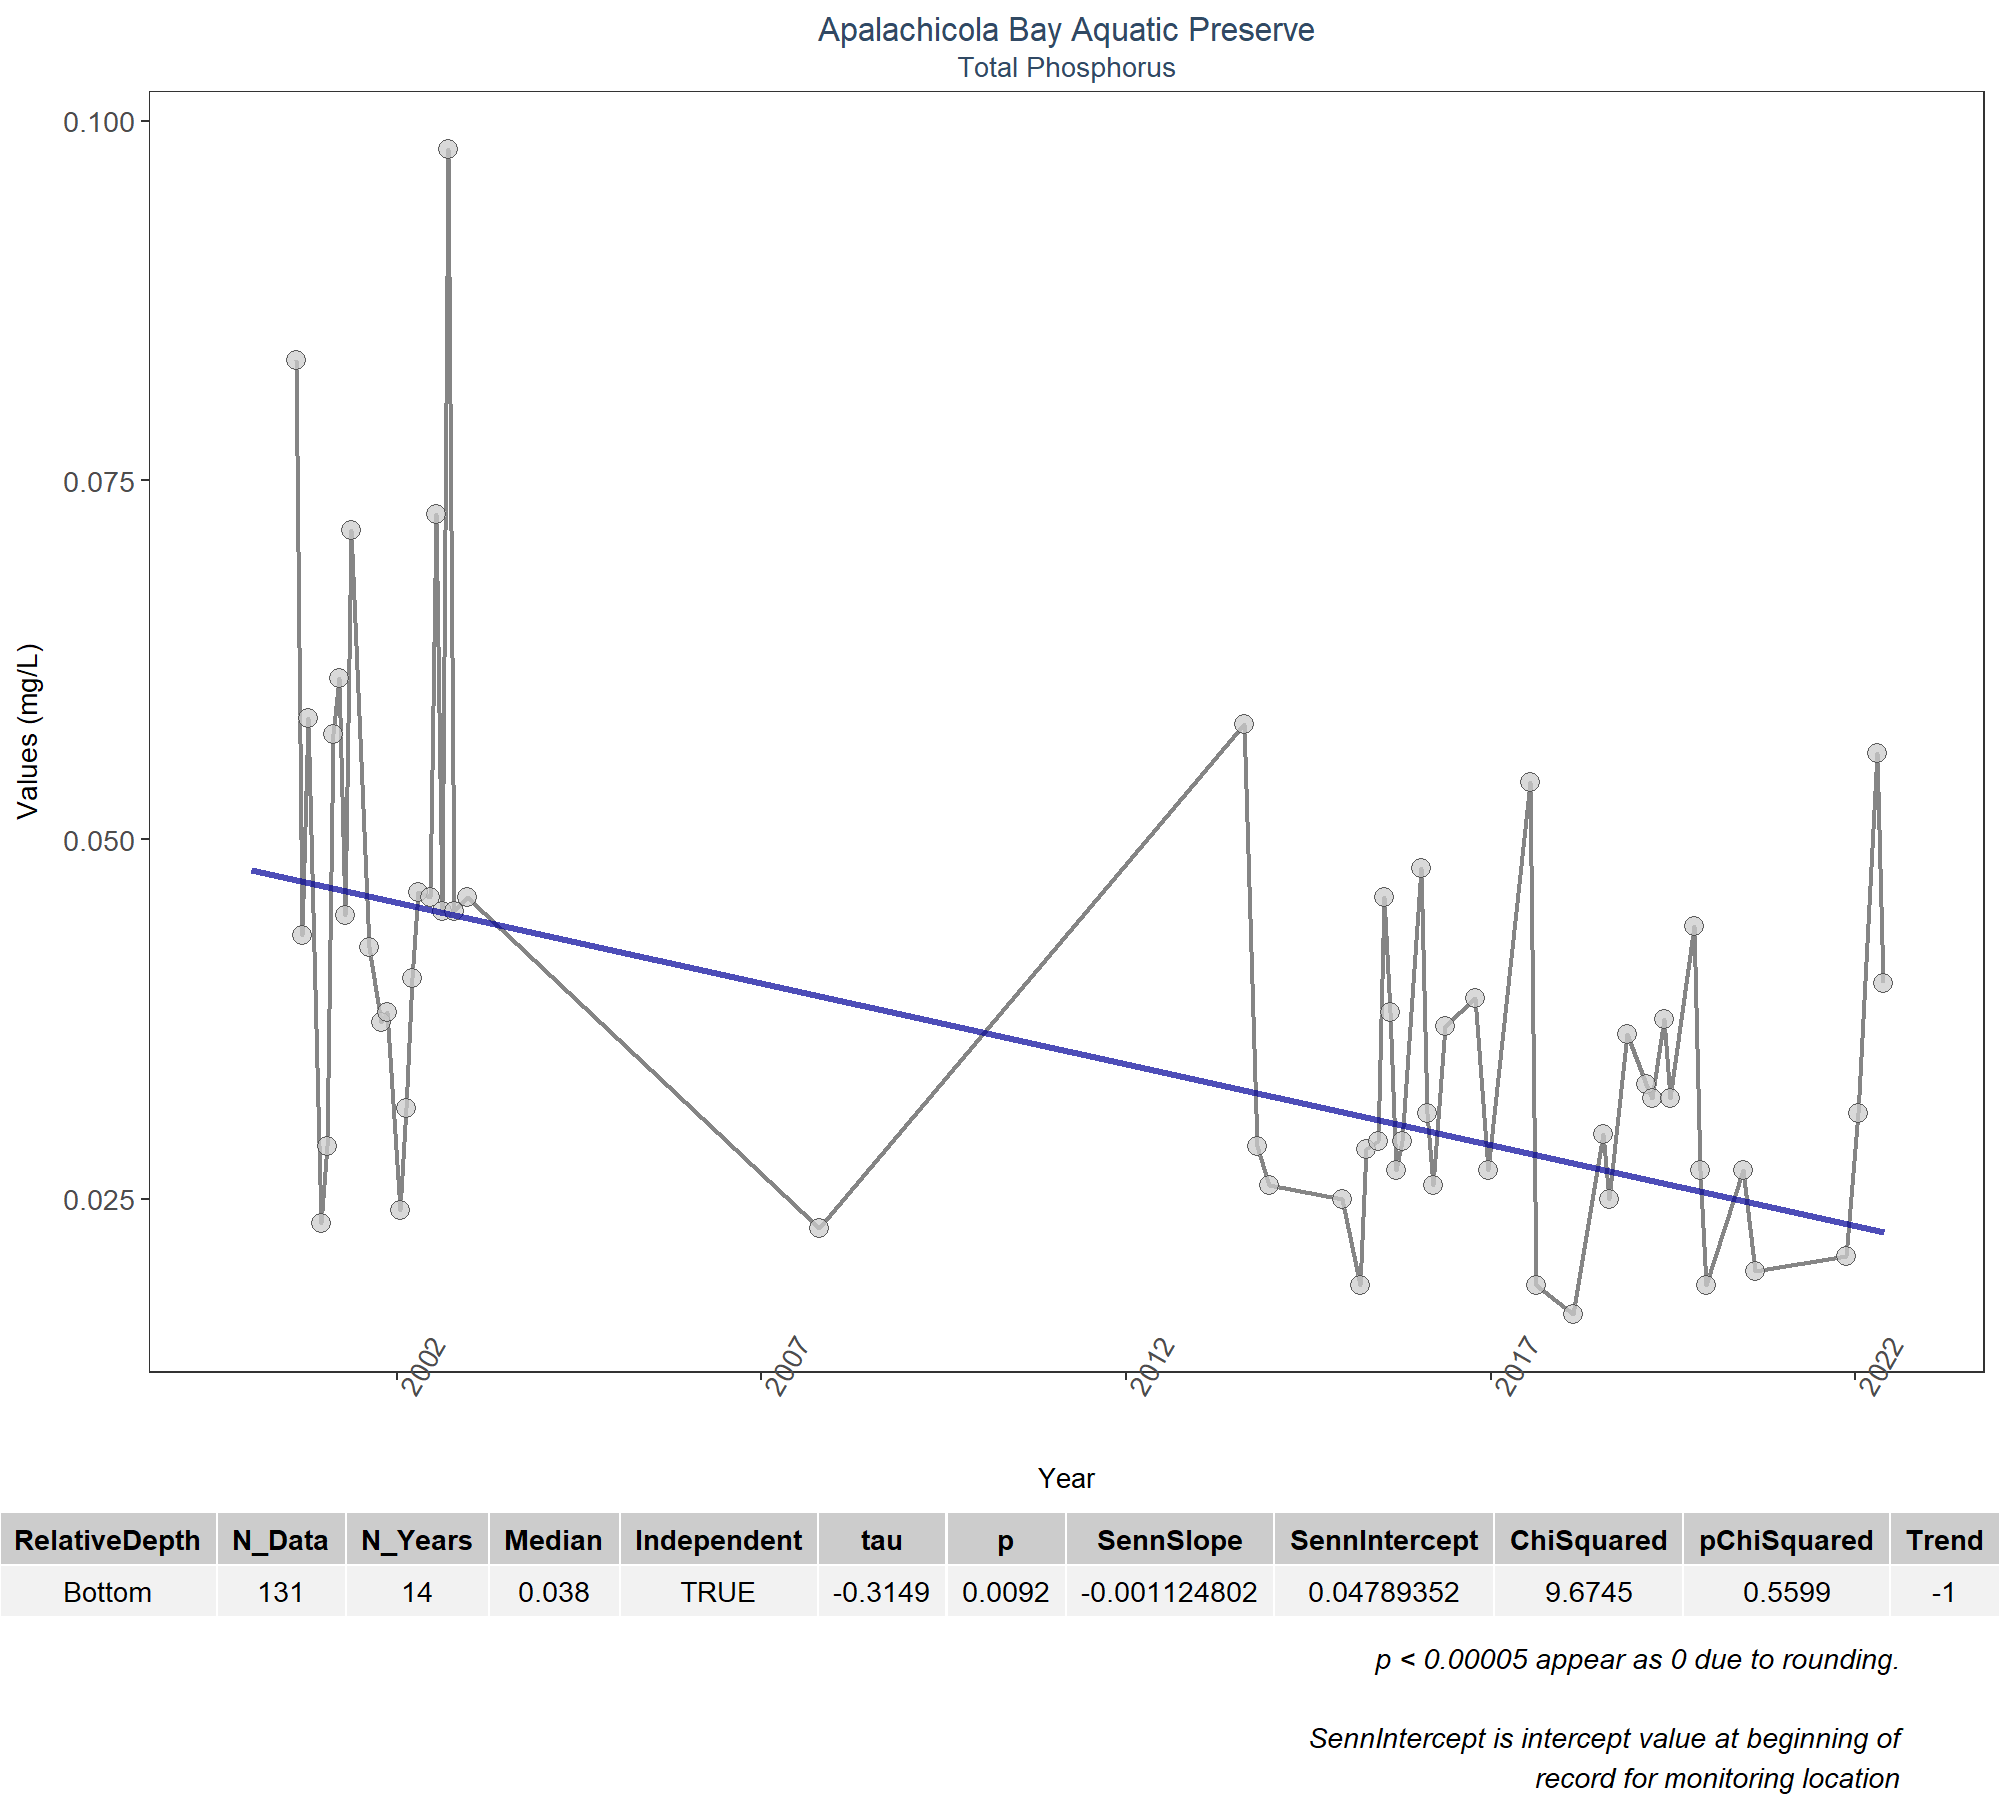 Apalachicola Bay Aquatic Preserve
Total Phosphorus
0.100
0.075
0.050
0.025
Values (mg/L)
2002 2007 2012 2017 2022
Year
RelativeDepth N_Data N_Years Median Independent tau p SennSlope SennIntercept ChiSquared pChiSquared Trend
Bottom 131 14 0.038 TRUE -0.3149 0.0092 -0.001124802 0.04789352 9.6745 0.5599 -1
p < 0.00005 appear as 0 due to rounding.
SennIntercept is intercept value at beginning of
record for monitoring location